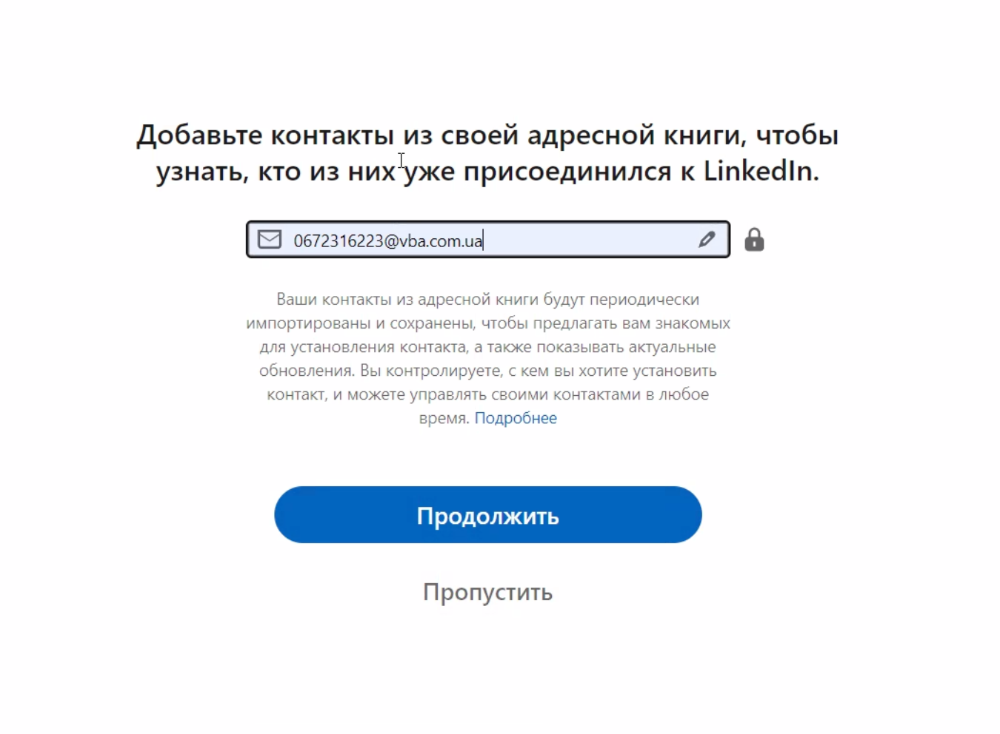 Добавьте контакты из своей адресной книги, чтобы
узнать, кто из них уже присоединился к LinkedIn.
0672316223@vba.com.ua
Ваши контакты из адресной книги будут периодически
импортированы и сохранены, чтобы предлагать вам знакомых
для установления контакта, а также показывать актуальные
обновления. Вы контролируете, с кем вы хотите установить
контакт, и можете управлять своими контактами в любое
время. Подробнее
Продолжить
Пропустить